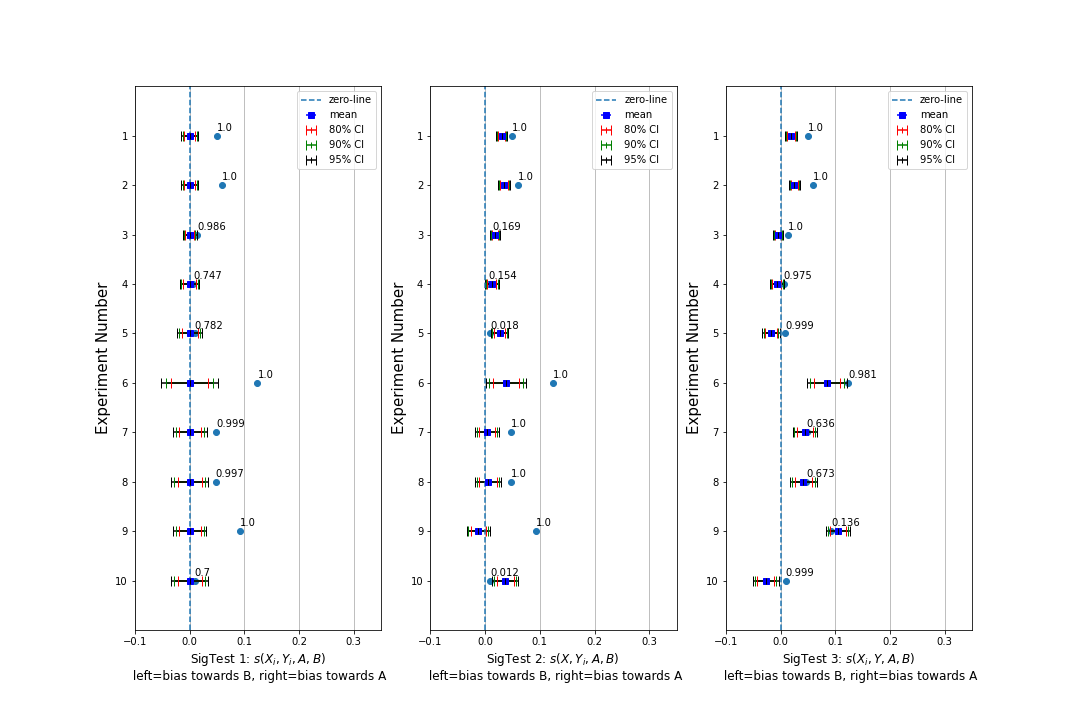 zero-line
mean
80% CI
90% CI
95% CI
1.0
1.0
0.986
0.747
0.782
1.0
0.999
0.997
1.0
0.7
1
2
3
4
5
6
7
8
9
10
Experiment Number
−0.1 0.0 0.1 0.2 0.3
SigTest 1: s(X_i, Y_i, A, B)
left=bias towards B, right=bias towards A
zero-line
mean
80% CI
90% CI
95% CI
1.0
1.0
0.169
0.154
0.018
1.0
1.0
1.0
1.0
0.012
1
2
3
4
5
6
7
8
9
10
Experiment Number
−0.1 0.0 0.1 0.2 0.3
SigTest 2: s(X, Y_i, A, B)
left=bias towards B, right=bias towards A
zero-line
mean
80% CI
90% CI
95% CI
1.0
1.0
1.0
0.975
0.999
0.981
0.636
0.673
0.136
0.999
1
2
3
4
5
6
7
8
9
10
Experiment Number
−0.1 0.0 0.1 0.2 0.3
SigTest 3: s(X_i, Y, A, B)
left=bias towards B, right=bias towards A